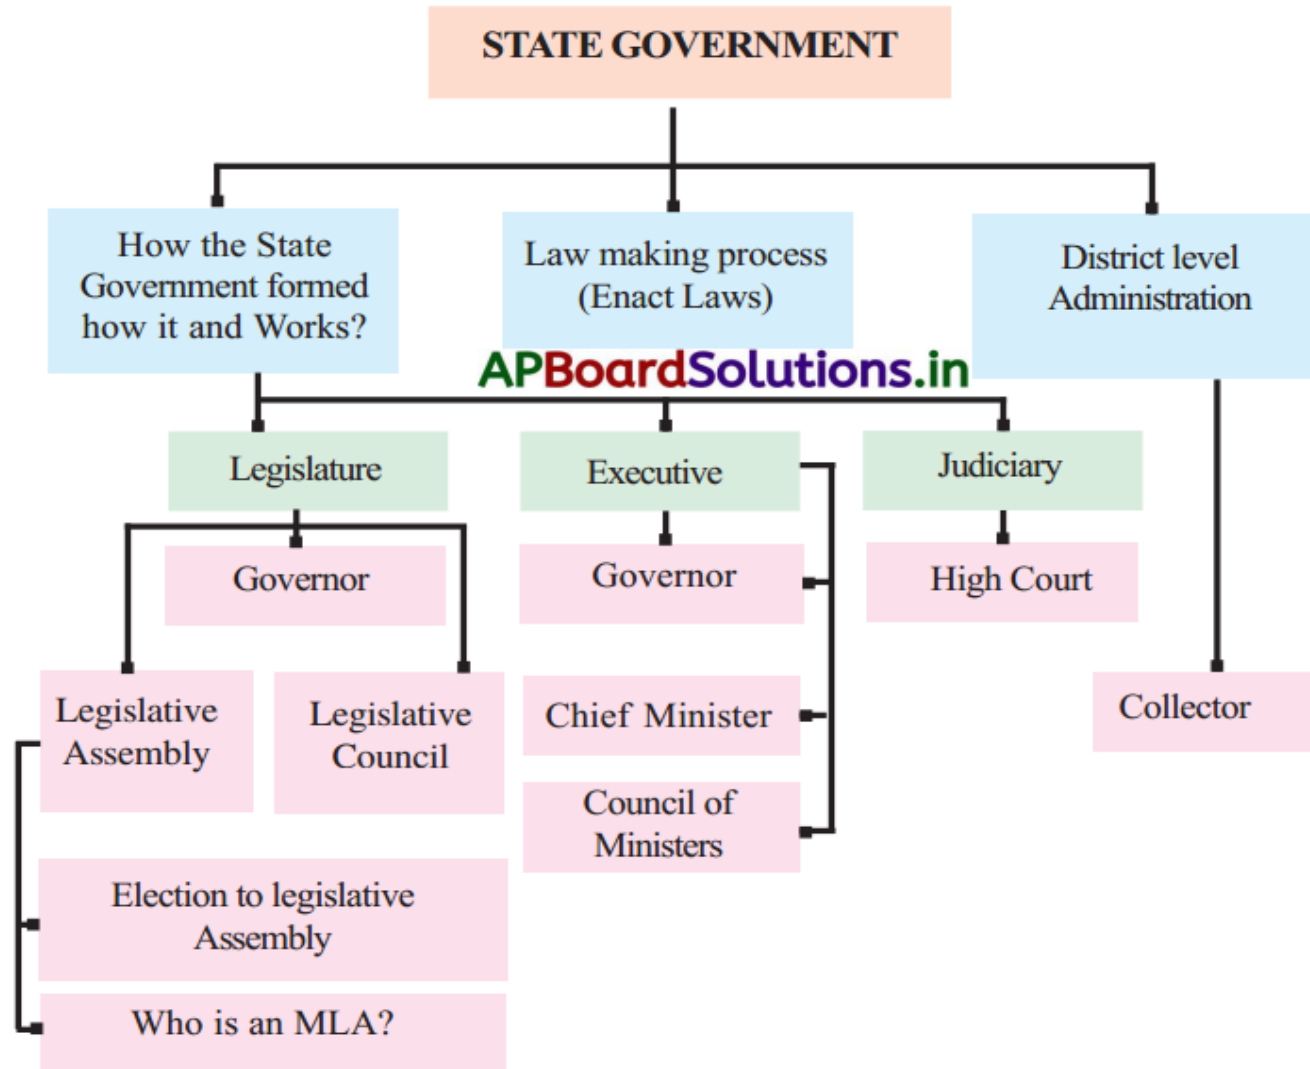 STATE GOVERNMENT
How the State
Government formed
how it and Works?
Law making process
(Enact Laws)
District level
Administration
APBoardSolutions.in
Legislature
Executive
Judiciary
Governor
Governor
High Court
Legislative
Assembly
Legislative
Council
Chief Minister
Collector
Council of
Ministers
Election to legislative
Assembly
Who is an MLA?